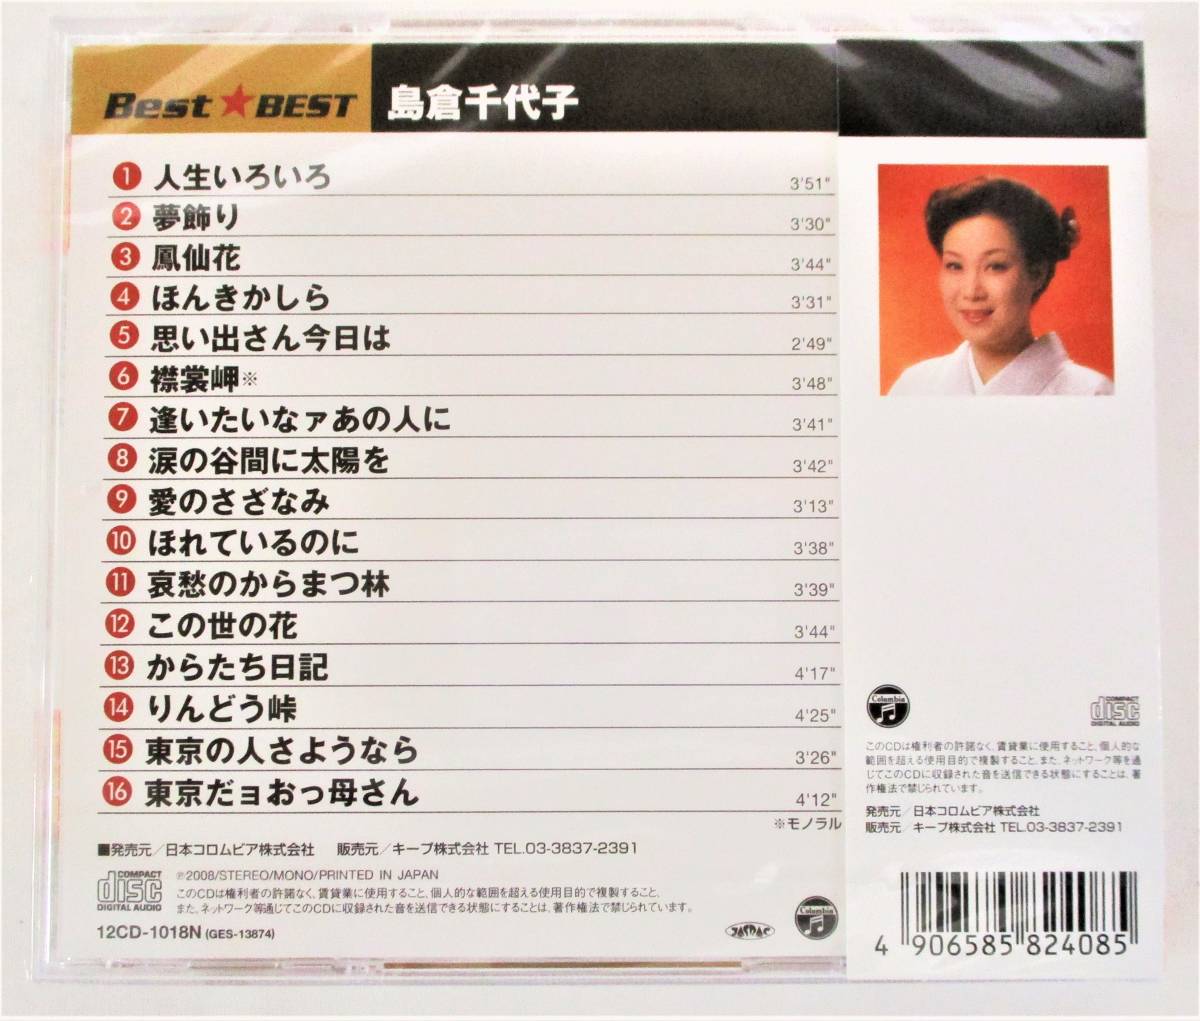 Best★BEST 島倉千代子
1 人生いろいろ 3'51"
2 夢飾り 3'30"
3 鳳仙花 3'44"
4 ほんきかしら 3'31"
5 思い出さん今日は 2'49"
6 襟裳岬※ 3'48"
7 逢いたいなァあの人に 3'41"
8 涙の谷間に太陽を 3'42"
9 愛のさざなみ 3'13"
10 ほれているのに 3'38"
11 哀愁のからまつ林 3'39"
12 この世の花 3'44"
13 からたち日記 4'17"
14 りんどう峠 4'25"
15 東京の人さようなら 3'26"
16 東京だョおっ母さん 4'12"
※モノラル
■発売元／日本コロムビア株式会社 販売元／キープ株式会社 TEL.03-3837-2391
COMPACT
disc
DIGITAL AUDIO
℗2008/STEREO/MONO/PRINTED IN JAPAN
このCDは権利者の許諾なく、賃貸業に使用すること、個人的な範囲を超える使用目的で複製すること、
また、ネットワーク等通じてこのCDに収録された音を送信できる状態にすることは、著作権法で禁じられています。
12CD-1018N (GES-13874)
JASRAC
Columbia
Columbia
COMPACT
disc
DIGITAL AUDIO
このCDは権利者の許諾なく、賃貸業に使用すること、個人的な
範囲を超える使用目的で複製すること、また、ネットワーク等を通
じてこのCDに収録された音を送信できる状態にすることは、著
作権法で禁じられています。
発売元／日本コロムビア株式会社
販売元／キープ株式会社 TEL.03-3837-2391
4 906585 824085